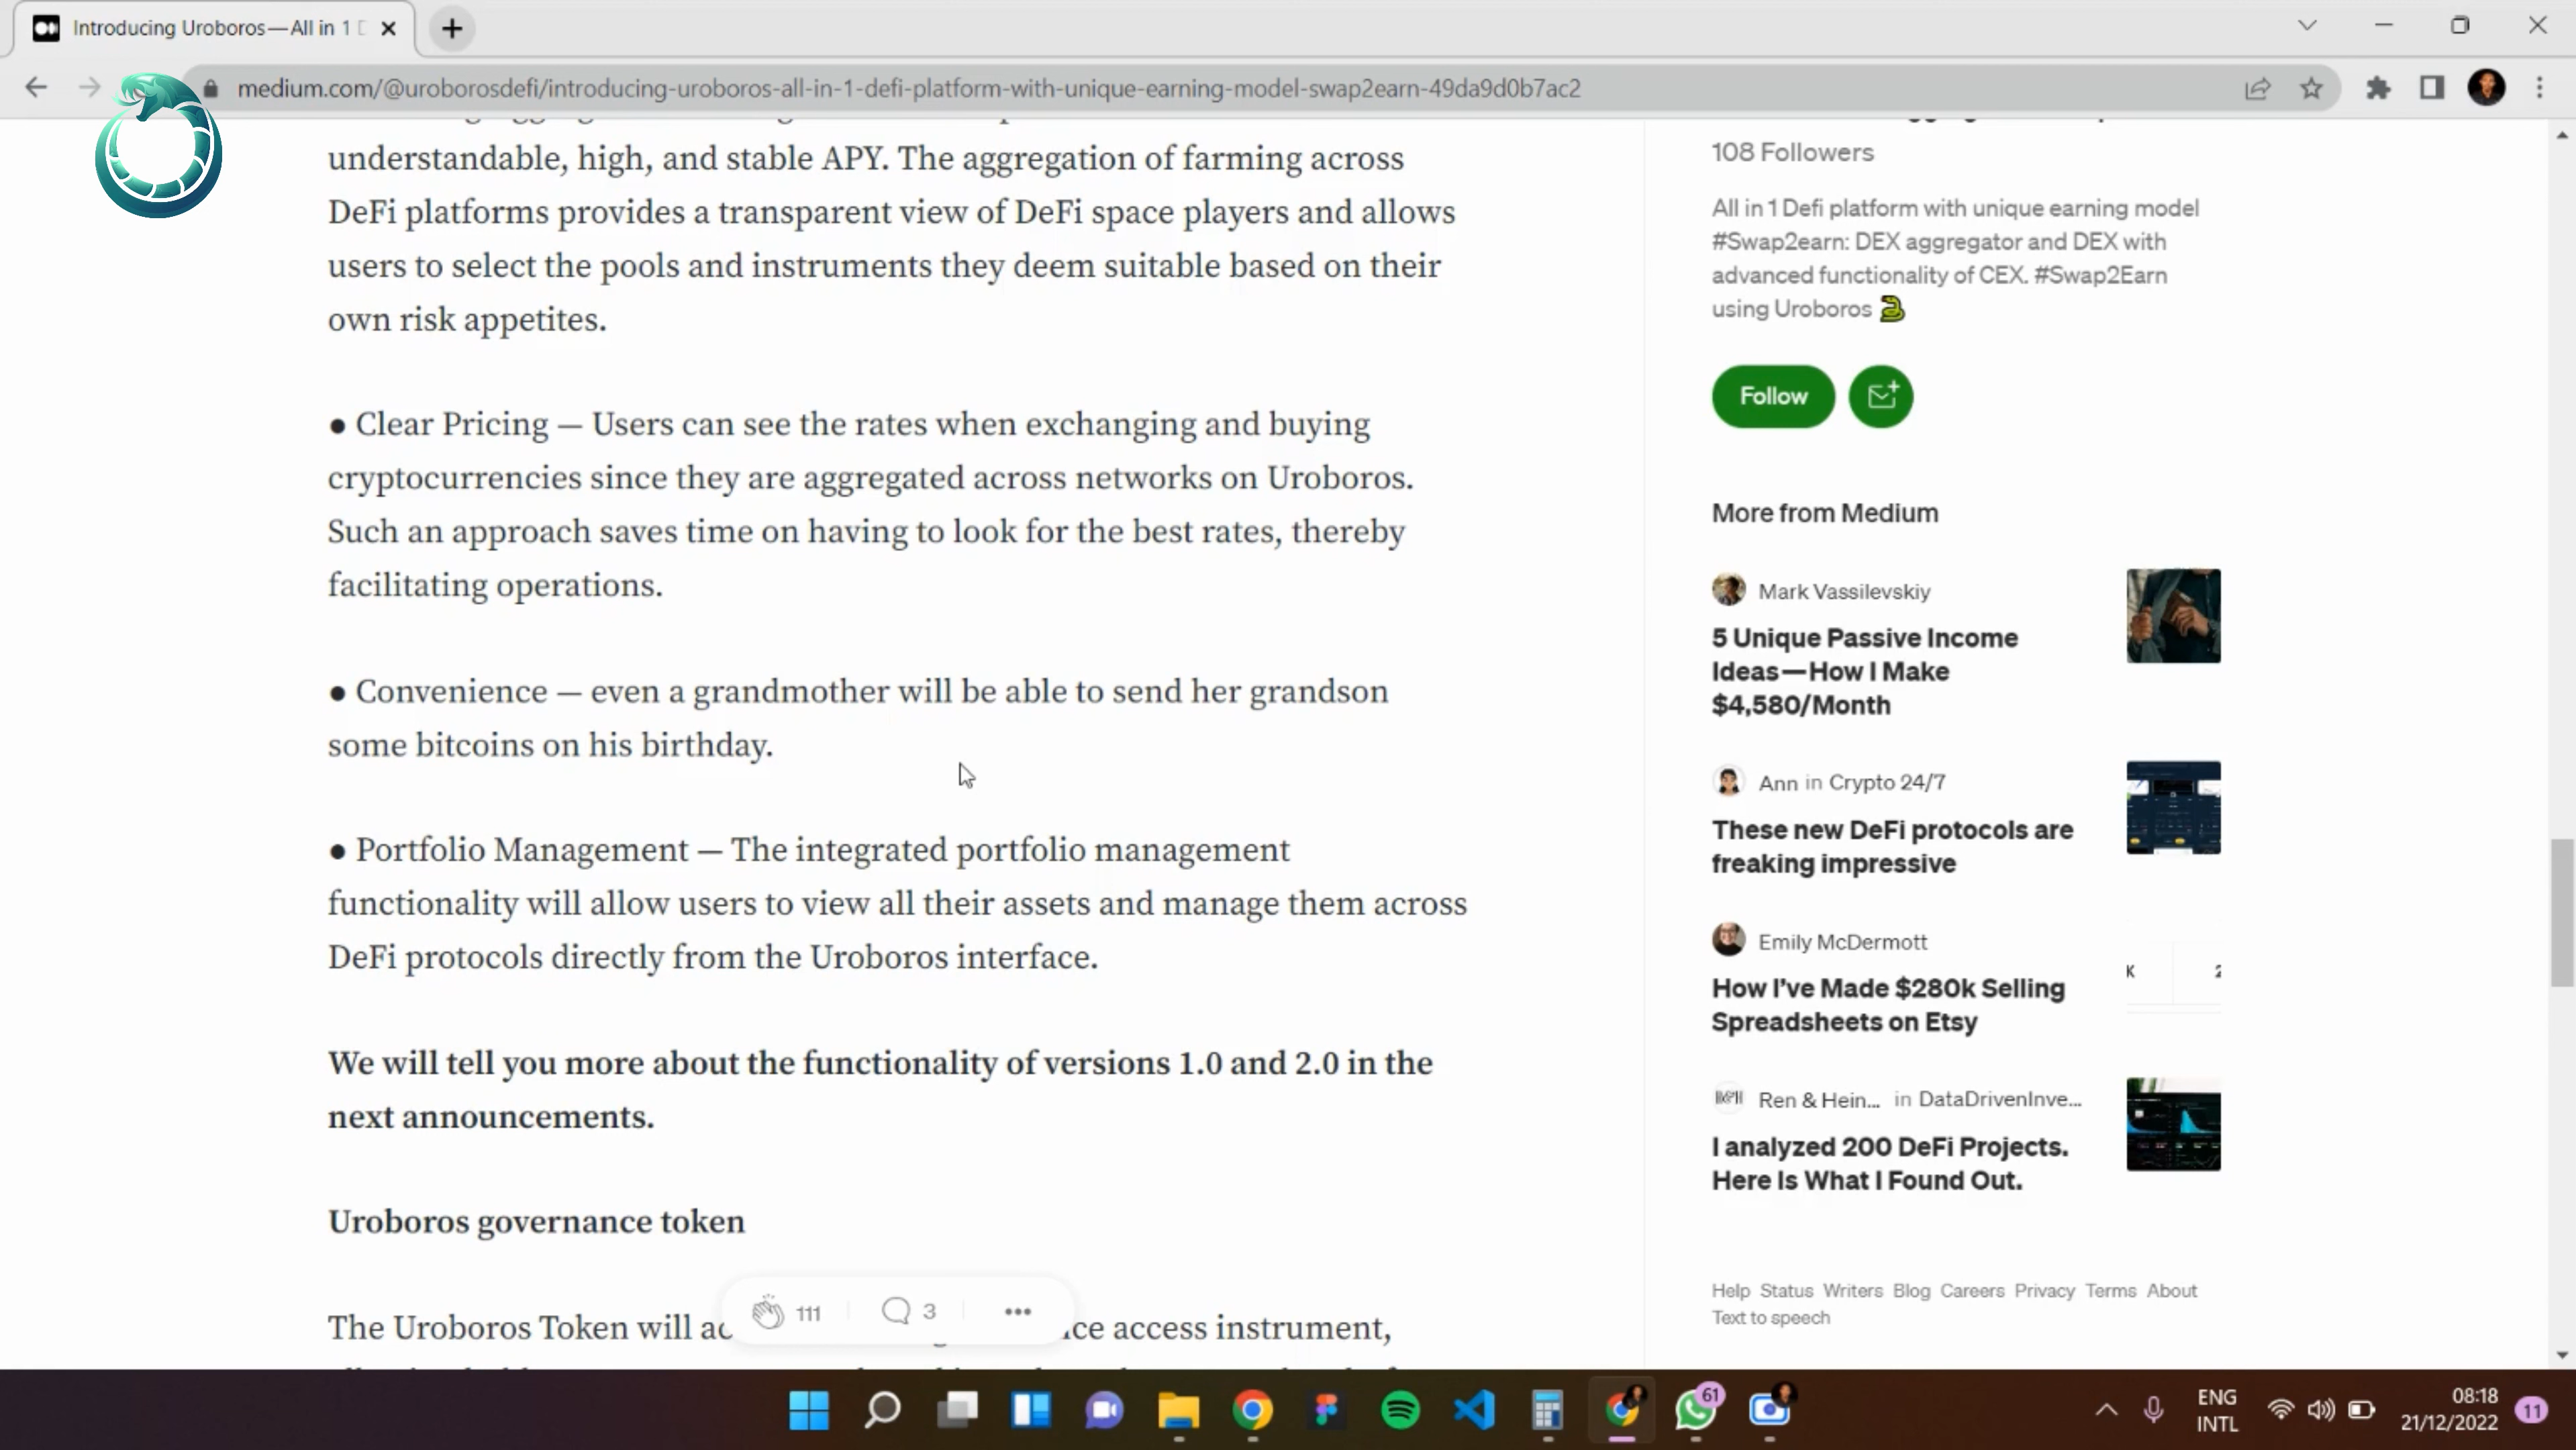 Introducing Uroboros — All in 1 D
medium.com/@uroborosdefi/introducing-uroboros-all-in-1-defi-platform-with-unique-earning-model-swap2earn-49da9d0b7ac2
understandable, high, and stable APY. The aggregation of farming across
DeFi platforms provides a transparent view of DeFi space players and allows
users to select the pools and instruments they deem suitable based on their
own risk appetites.
● Clear Pricing — Users can see the rates when exchanging and buying
cryptocurrencies since they are aggregated across networks on Uroboros.
Such an approach saves time on having to look for the best rates, thereby
facilitating operations.
● Convenience — even a grandmother will be able to send her grandson
some bitcoins on his birthday.
● Portfolio Management — The integrated portfolio management
functionality will allow users to view all their assets and manage them across
DeFi protocols directly from the Uroboros interface.
We will tell you more about the functionality of versions 1.0 and 2.0 in the
next announcements.
Uroboros governance token
The Uroboros Token will ce access instrument,
111 3
108 Followers
All in 1 Defi platform with unique earning model
#Swap2earn: DEX aggregator and DEX with
advanced functionality of CEX. #Swap2Earn
using Uroboros
Follow
More from Medium
Mark Vassilevskiy
5 Unique Passive Income
Ideas — How I Make
$4,580/Month
Ann in Crypto 24/7
These new DeFi protocols are
freaking impressive
Emily McDermott
How I've Made $280k Selling
Spreadsheets on Etsy
K 2
Ren & Hein... in DataDrivenInve...
I analyzed 200 DeFi Projects.
Here Is What I Found Out.
Help Status Writers Blog Careers Privacy Terms About
Text to speech
61
ENG
INTL
08:18
21/12/2022
11